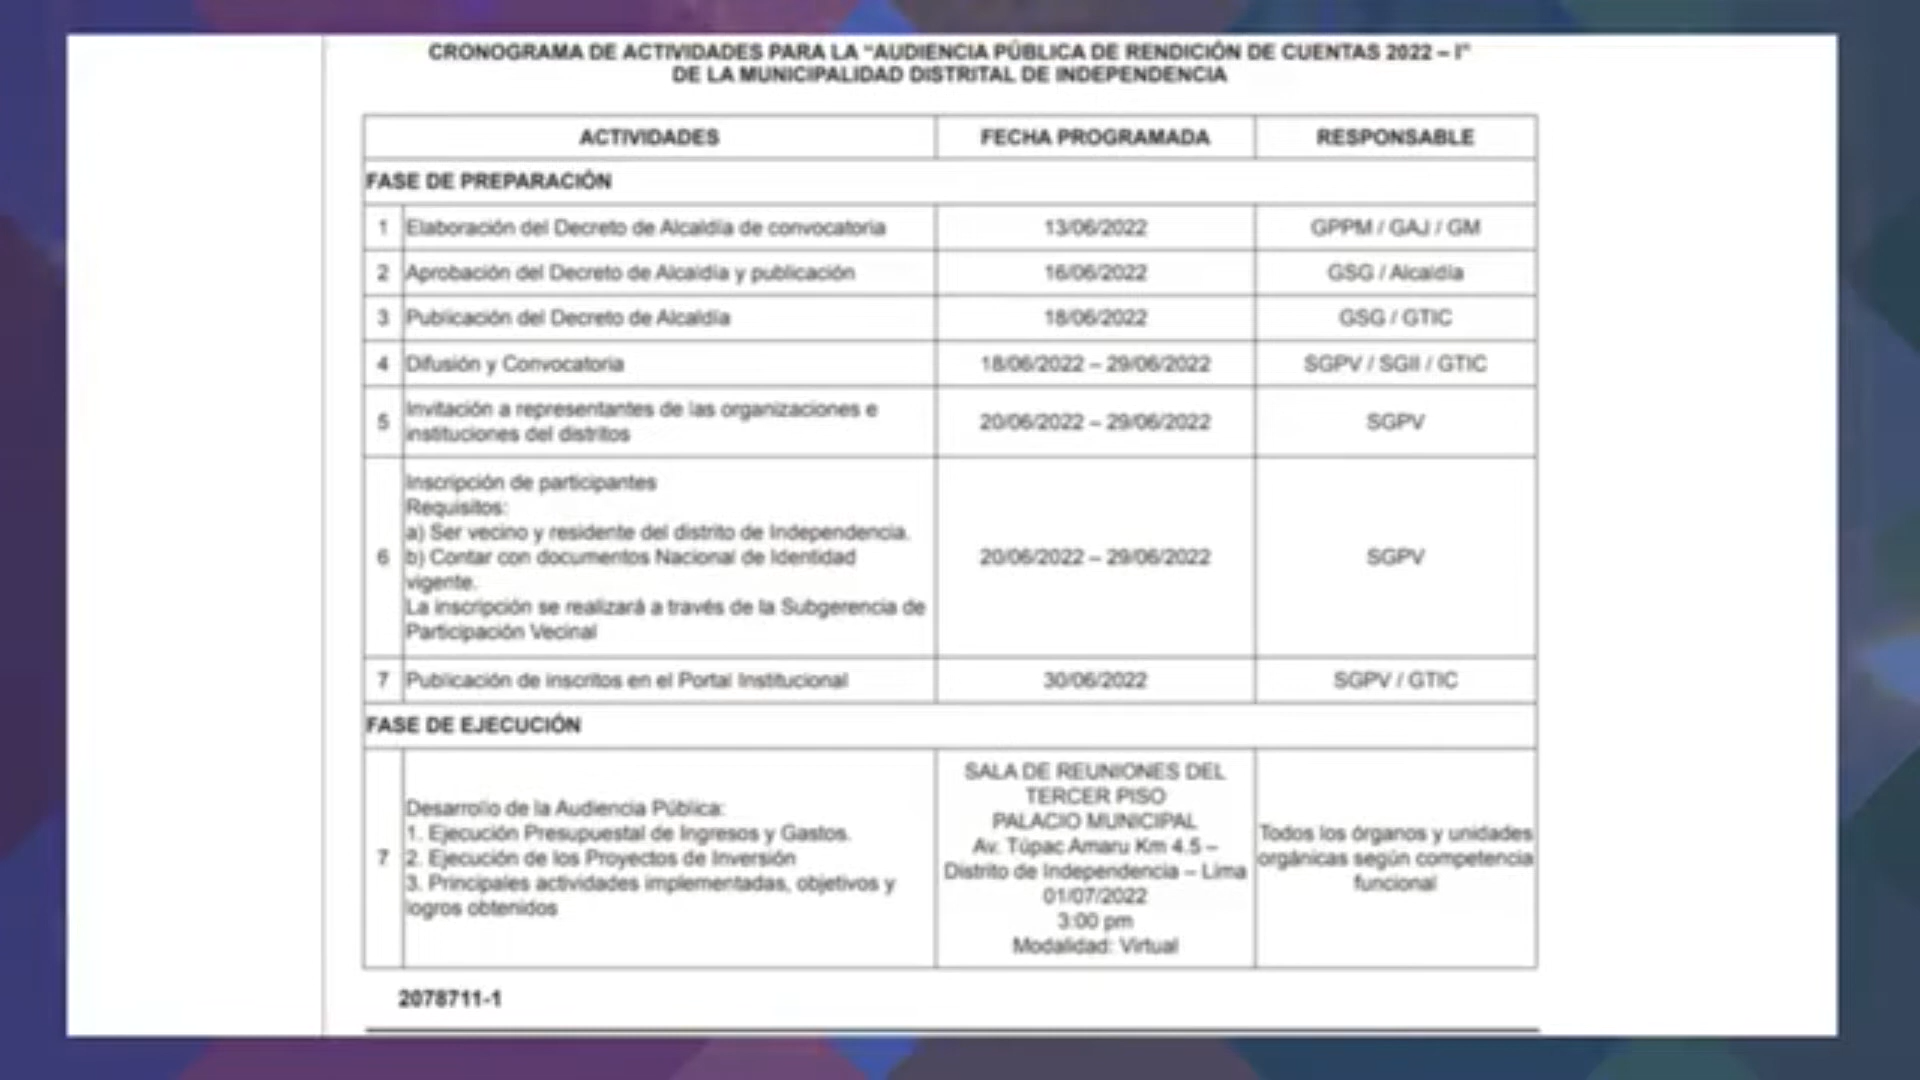 CRONOGRAMA DE ACTIVIDADES PARA LA "AUDIENCIA PÚBLICA DE RENDICIÓN DE CUENTAS 2022 – I"
DE LA MUNICIPALIDAD DISTRITAL DE INDEPENDENCIA
ACTIVIDADES FECHA PROGRAMADA RESPONSABLE
FASE DE PREPARACIÓN
1 Elaboración del Decreto de Alcaldía de convocatoria 13/06/2022 GPPM / GAJ / GM
2 Aprobación del Decreto de Alcaldía y publicación 16/06/2022 GSG / Alcaldía
3 Publicación del Decreto de Alcaldía 18/06/2022 GSG / GTIC
4 Difusión y Convocatoria 18/06/2022 – 29/06/2022 SGPV / SGII / GTIC
5 Invitación a representantes de las organizaciones e
instituciones del distritos
20/06/2022 – 29/06/2022 SGPV
6 Inscripción de participantes
Requisitos:
a) Ser vecino y residente del distrito de Independencia.
b) Contar con documentos Nacional de Identidad
vigente.
La inscripción se realizará a través de la Subgerencia de
Participación Vecinal
20/06/2022 – 29/06/2022 SGPV
7 Publicación de inscritos en el Portal Institucional 30/06/2022 SGPV / GTIC
FASE DE EJECUCIÓN
7 Desarrollo de la Audiencia Pública:
1. Ejecución Presupuestal de Ingresos y Gastos.
2. Ejecución de los Proyectos de Inversión
3. Principales actividades implementadas, objetivos y
logros obtenidos
SALA DE REUNIONES DEL
TERCER PISO
PALACIO MUNICIPAL
Av. Túpac Amaru Km 4.5 –
Distrito de Independencia – Lima
01/07/2022
3:00 pm
Modalidad: Virtual
Todos los órganos y unidades
orgánicas según competencia
funcional
2078711-1